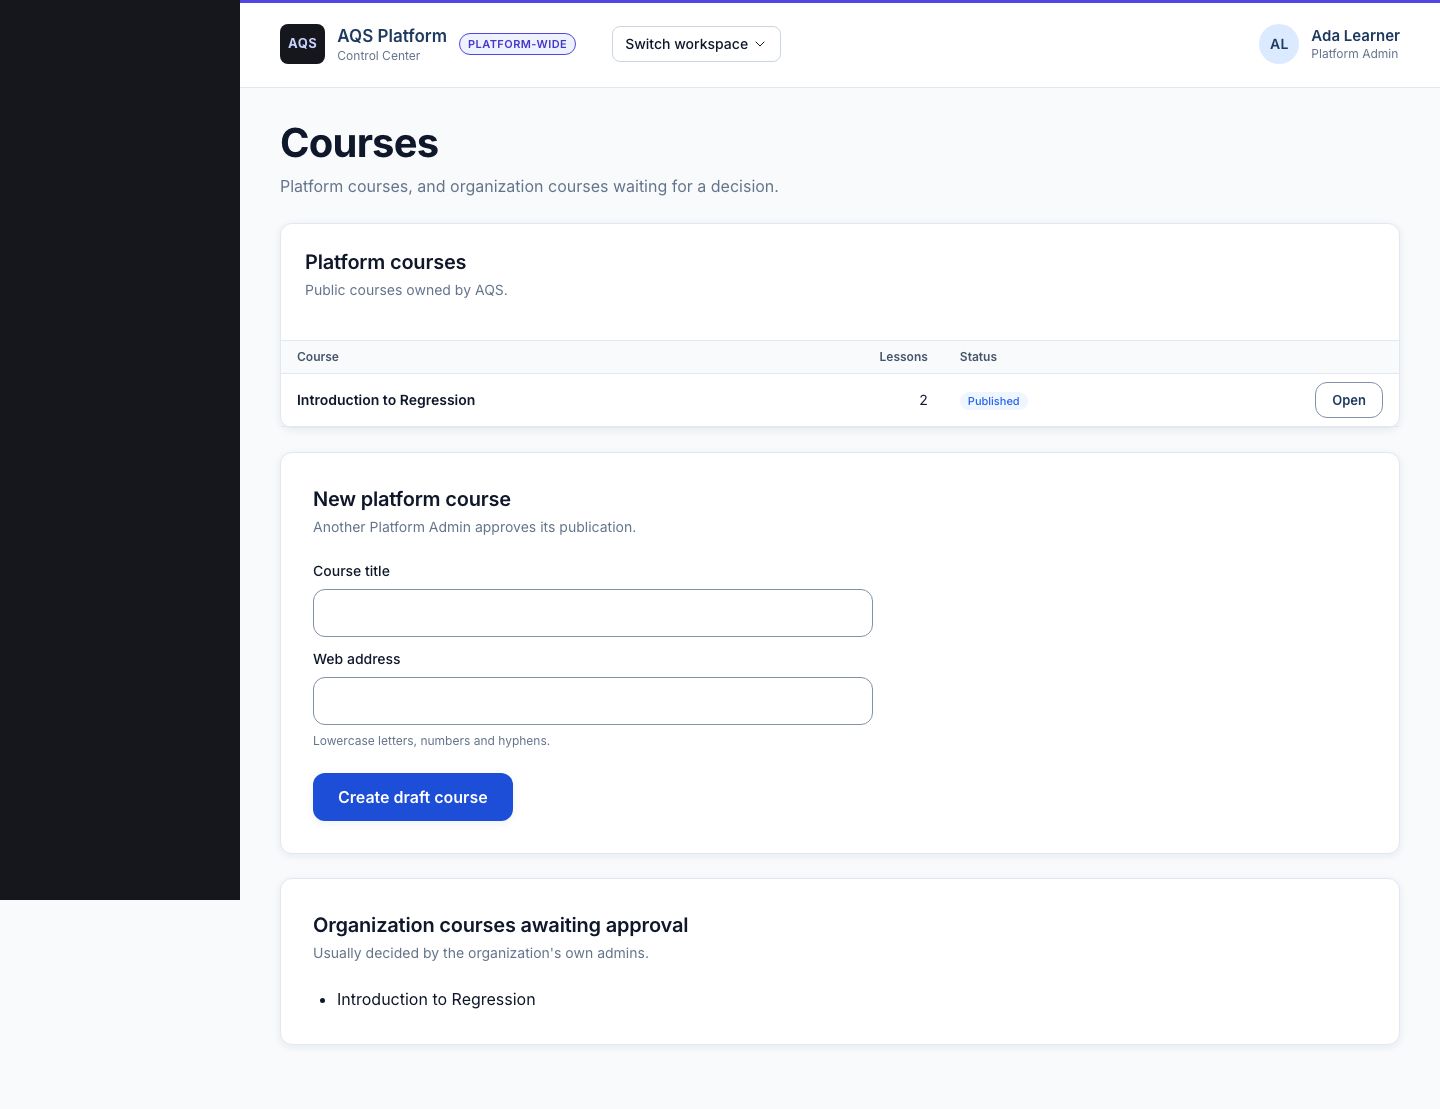 AQS
AQS Platform
Control Center
PLATFORM-WIDE
Switch workspace
AL
Ada Learner
Platform Admin
Courses
Platform courses, and organization courses waiting for a decision.
Platform courses
Public courses owned by AQS.
Course Lessons Status
Introduction to Regression 2 Published Open
New platform course
Another Platform Admin approves its publication.
Course title
Web address
Lowercase letters, numbers and hyphens.
Create draft course
Organization courses awaiting approval
Usually decided by the organization's own admins.
• Introduction to Regression